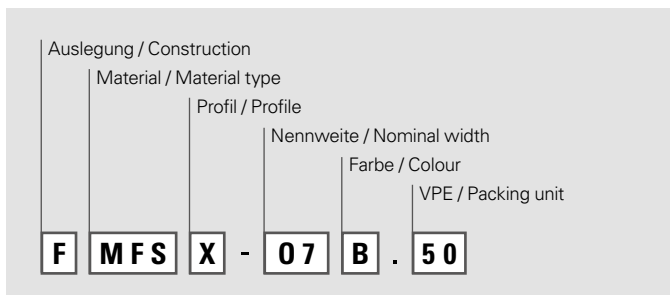 Auslegung / Construction
Material / Material type
Profil / Profile
Nennweite / Nominal width
Farbe / Colour
VPE / Packing unit
F MFS X - 07 B . 50